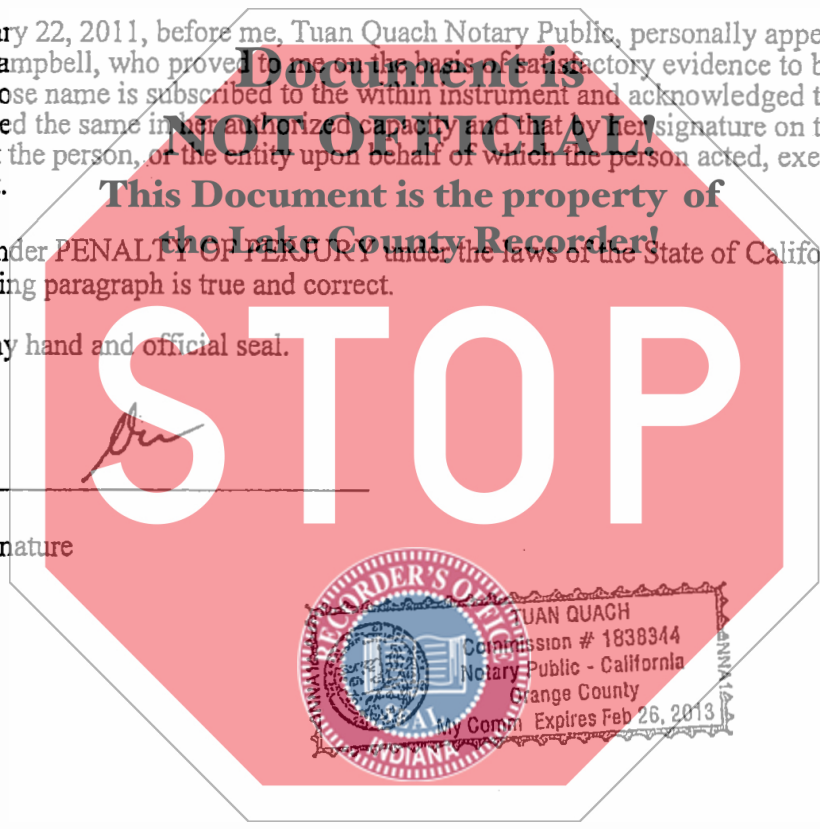 ry 22, 2011, before me, Tuan Quach Notary Public, personally appe
Document is
ampbell, who proved to me on the basis of satisfactory evidence to b
ose name is subscribed to the within instrument and acknowledged t
NOT OFFICIAL!
ed the same in her authorized capacity and that by her signature on t
the person, or the entity upon behalf of which the person acted, exe
This Document is the property of
the Lake County Recorder!
nder PENALTY OF PERJURY under the laws of the State of Califo
ing paragraph is true and correct.
y hand and official seal.
STOP
nature
RECORDER'S OFFICE
SEAL
INDIANA
TUAN QUACH
Commission # 1838344
Notary Public - California
Orange County
My Comm Expires Feb 26, 2013